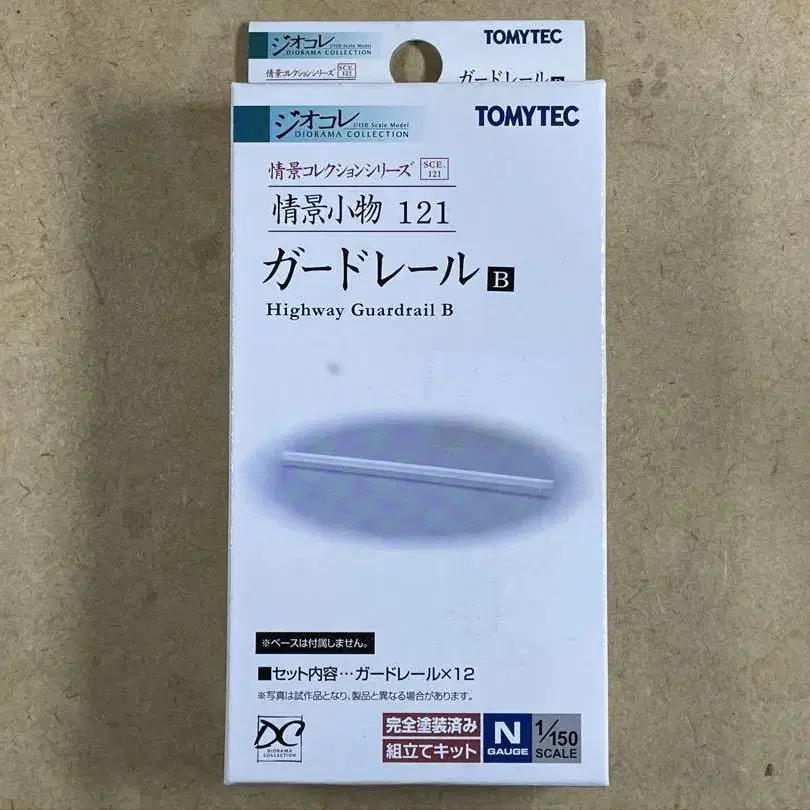 ジオコレ
1/150 Scale Model
DIORAMA COLLECTION
TOMYTEC
情景コレクションシリーズ SCE. 121
ガードレール B
ジオコレ
1/150 Scale Model
DIORAMA COLLECTION
TOMYTEC
情景コレクションシリーズ SCE. 121
情景小物 121
ガードレール B
Highway Guardrail B
※ベースは付属しません。
■セット内容…ガードレール×12
※写真は試作品となり、製品と異なる場合があります。
DC
DIORAMA COLLECTION
完全塗装済み
組立てキット
N GAUGE
1/150 SCALE